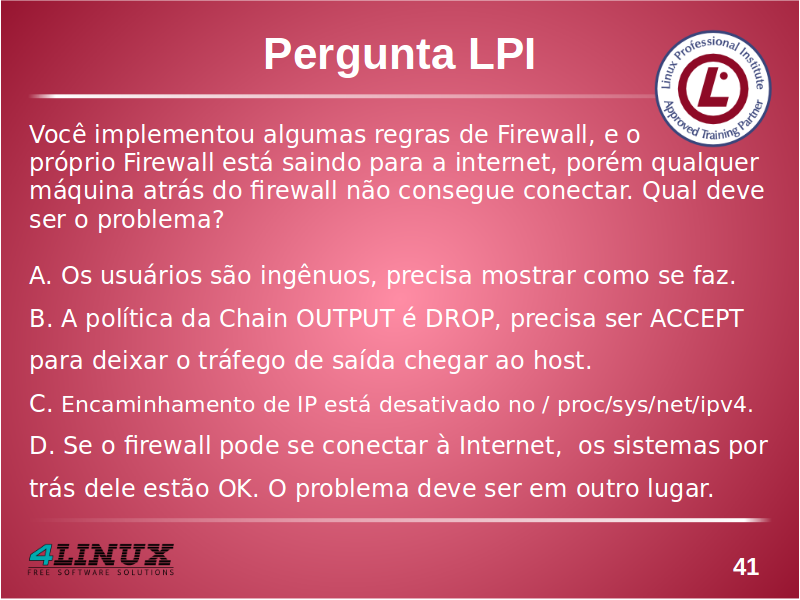 Pergunta LPI
Linux Professional Institute
Approved Training Partner
Você implementou algumas regras de Firewall, e o
próprio Firewall está saindo para a internet, porém qualquer
máquina atrás do firewall não consegue conectar. Qual deve
ser o problema?
A. Os usuários são ingênuos, precisa mostrar como se faz.
B. A política da Chain OUTPUT é DROP, precisa ser ACCEPT
para deixar o tráfego de saída chegar ao host.
C. Encaminhamento de IP está desativado no / proc/sys/net/ipv4.
D. Se o firewall pode se conectar à Internet,  os sistemas por
trás dele estão OK. O problema deve ser em outro lugar.
4LINUX
FREE SOFTWARE SOLUTIONS
41